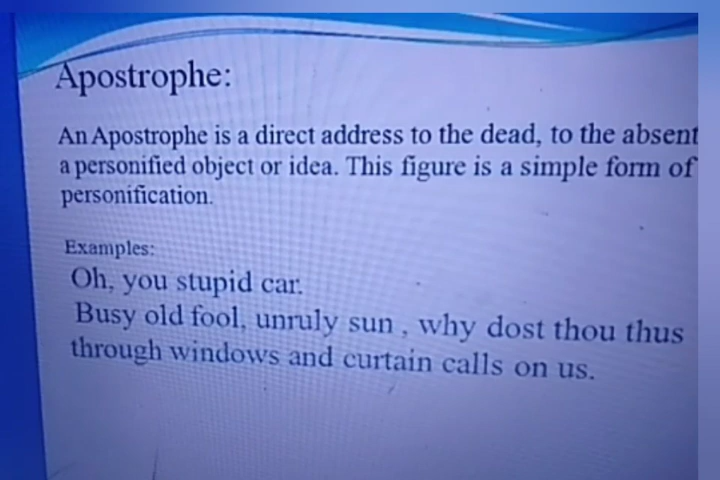 Apostrophe:
An Apostrophe is a direct address to the dead, to the absent
a personified object or idea. This figure is a simple form of
personification.
Examples:
Oh, you stupid car.
Busy old fool, unruly sun , why dost thou thus
through windows and curtain calls on us.